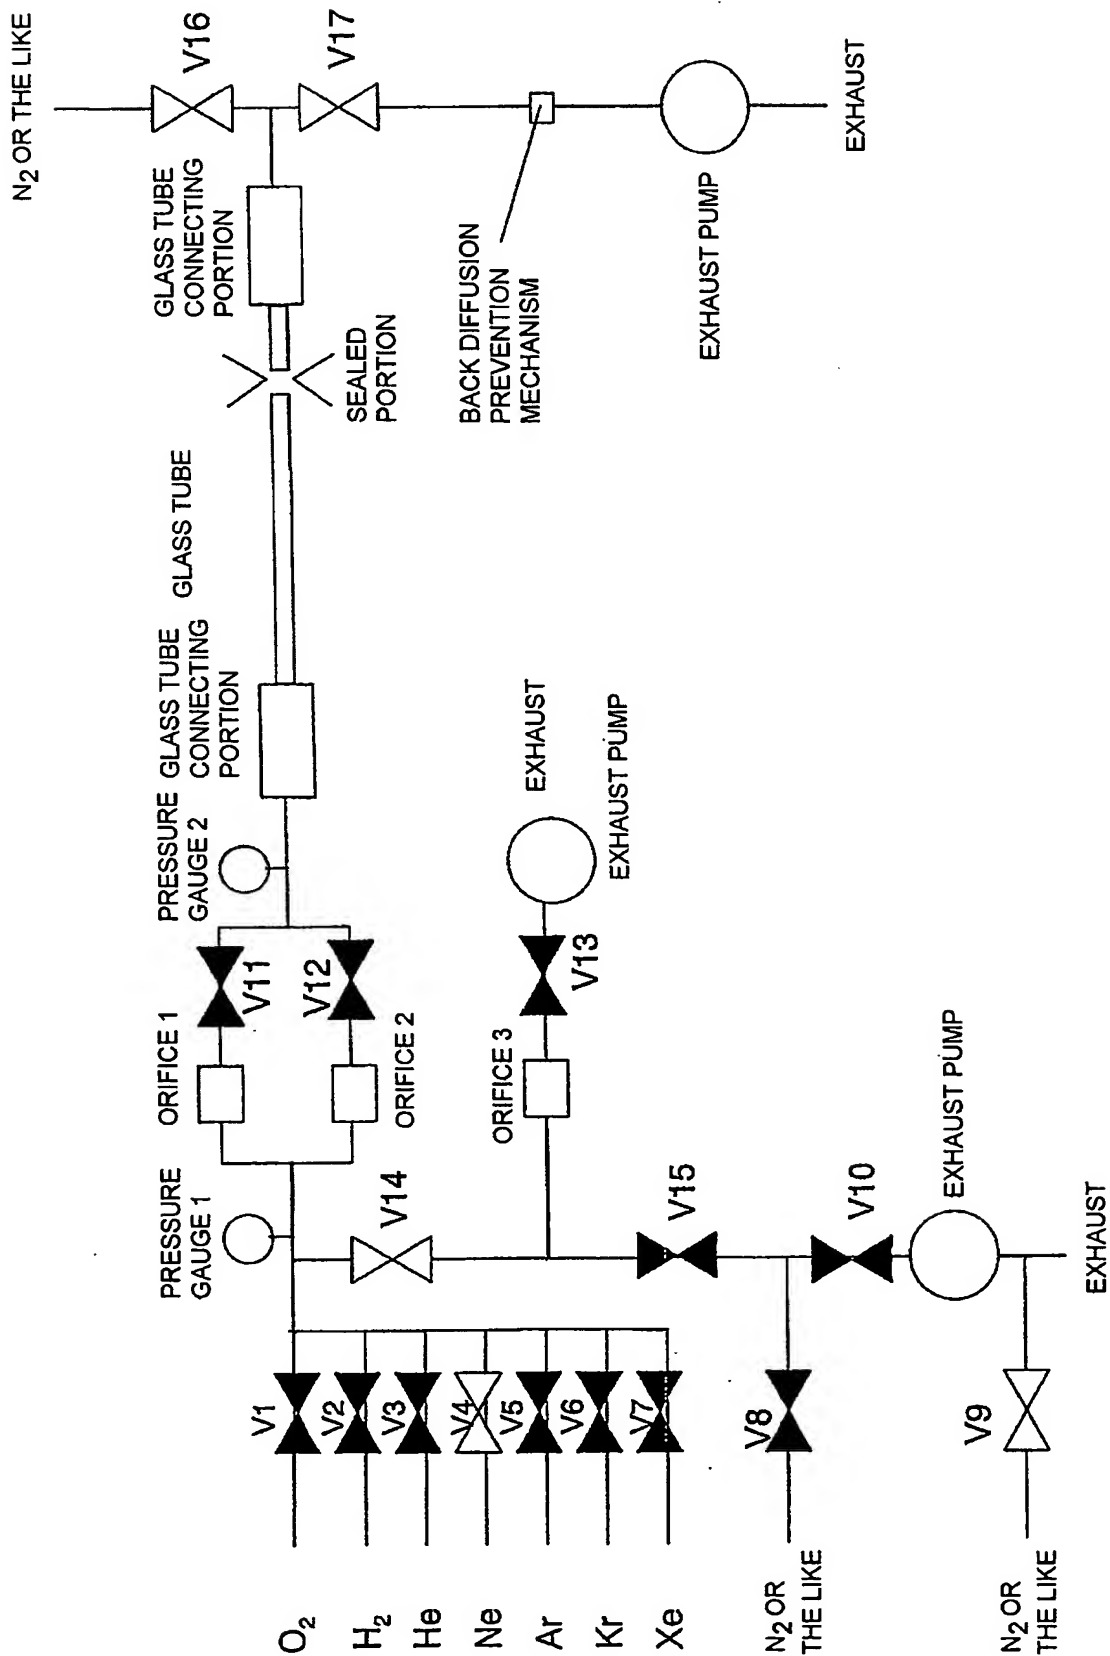 O2
H2
He
Ne
Ar
Kr
Xe
N2 OR
THE LIKE
N2 OR
THE LIKE
V1
V2
V3
V4
V5
V6
V7
V8
V9
PRESSURE
GAUGE 1
V14
V15
V10
EXHAUST PUMP
EXHAUST
ORIFICE 1
ORIFICE 2
ORIFICE 3
V11
V12
V13
EXHAUST
EXHAUST PUMP
PRESSURE
GAUGE 2
GLASS TUBE
CONNECTING
PORTION
GLASS TUBE
SEALED
PORTION
GLASS TUBE
CONNECTING
PORTION
BACK DIFFUSION
PREVENTION
MECHANISM
EXHAUST PUMP
EXHAUST
V16
V17
N2 OR THE LIKE